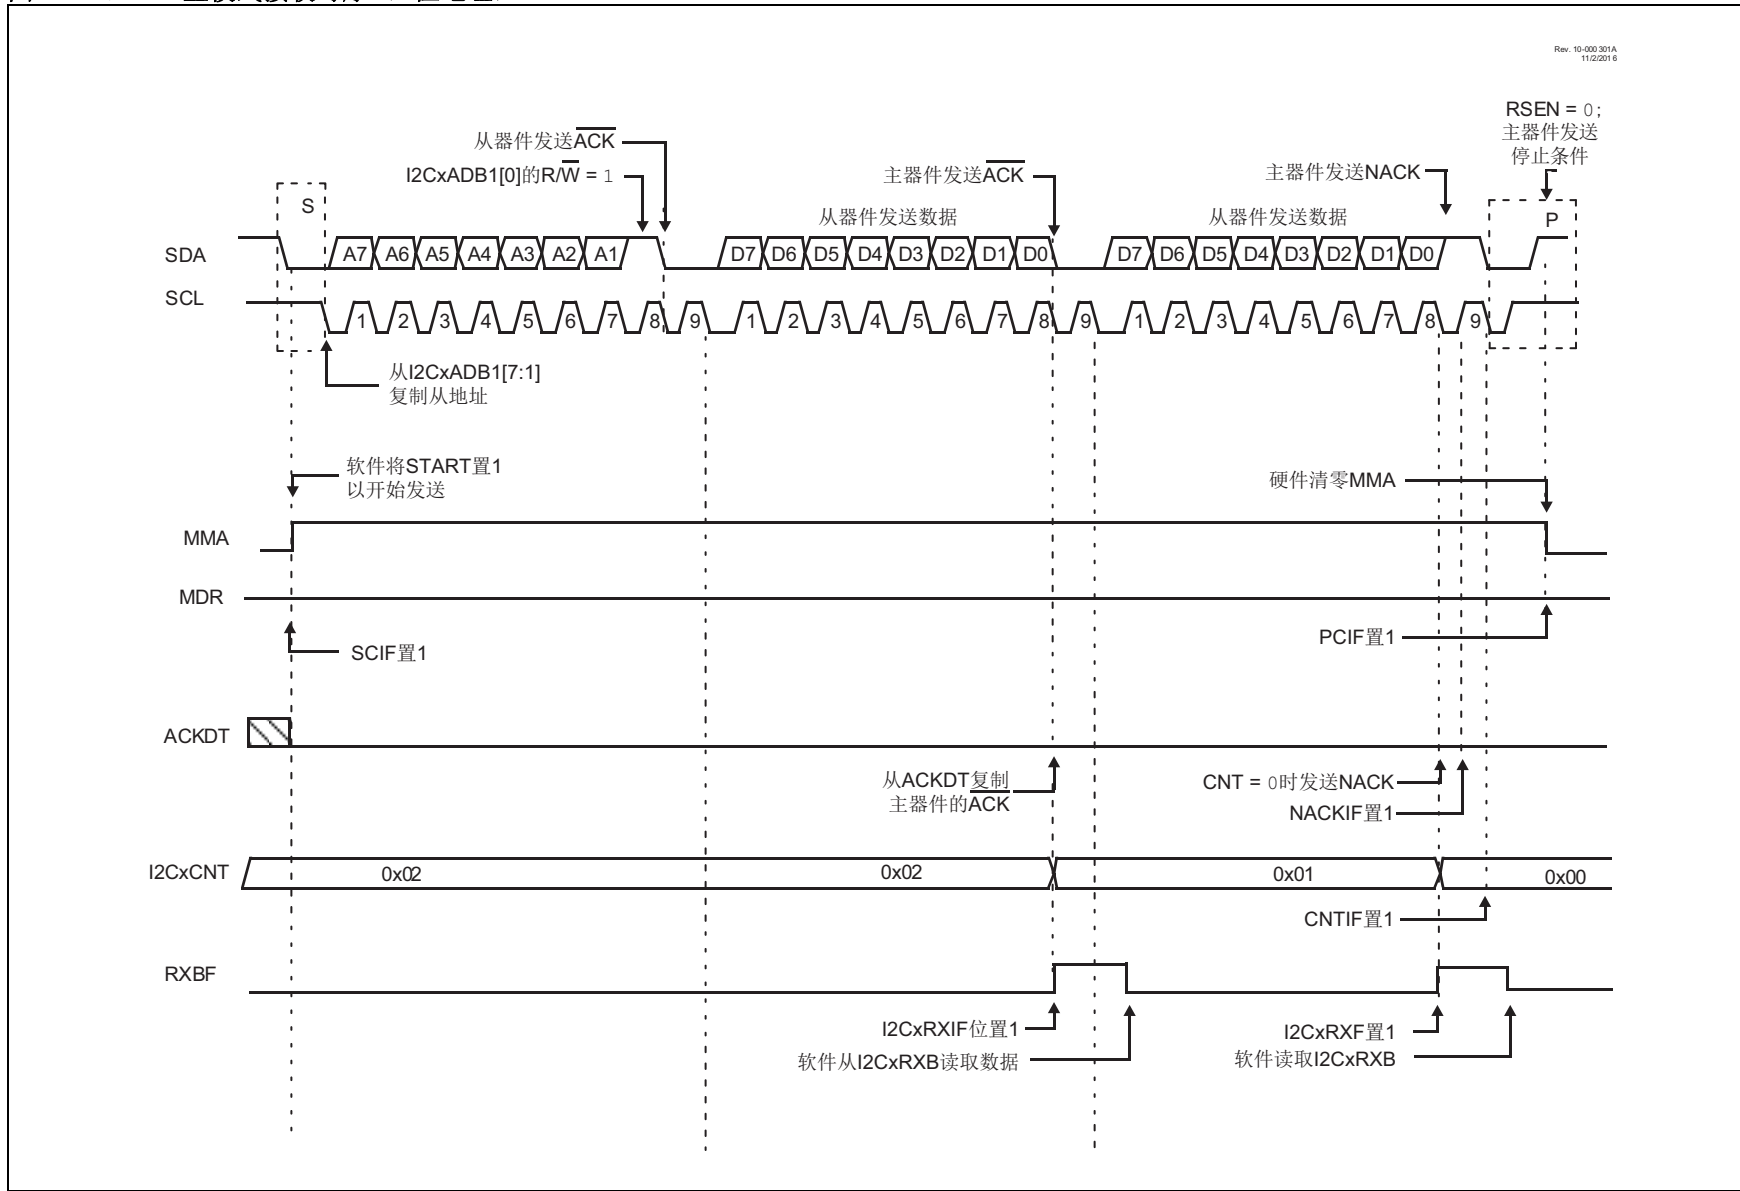 Rev. 10-000301A
11/2/2016
RSEN = 0;
主器件发送
停止条件
从器件发送ACK
I2CxADB1[0]的R/W = 1
主器件发送ACK
主器件发送NACK
从器件发送数据
从器件发送数据
S
P
SDA
A7 A6 A5 A4 A3 A2 A1
D7 D6 D5 D4 D3 D2 D1 D0
D7 D6 D5 D4 D3 D2 D1 D0
SCL
1 2 3 4 5 6 7 8 9
1 2 3 4 5 6 7 8 9
1 2 3 4 5 6 7 8 9
从I2CxADB1[7:1]
复制从地址
软件将START置1
以开始发送
硬件清零MMA
MMA
MDR
SCIF置1
PCIF置1
ACKDT
从ACKDT复制
主器件的ACK
CNT = 0时发送NACK
NACKIF置1
I2CxCNT
0x02
0x02
0x01
0x00
CNTIF置1
RXBF
I2CxRXIF位置1
软件从I2CxRXB读取数据
I2CxRXF置1
软件读取I2CxRXB